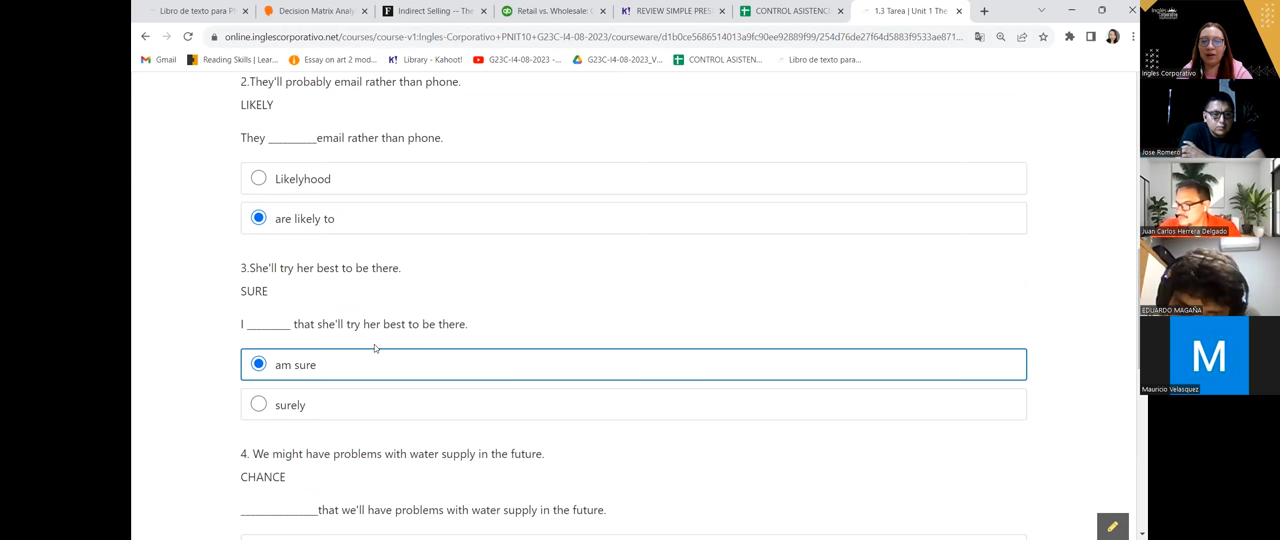 Libro de texto para P
Decision Matrix Anal
Indirect Selling -- The
Retail vs. Wholesale: C
K! REVIEW SIMPLE PRES
CONTROL ASISTENC
1.3 Tarea | Unit 1 The
online.inglescorporativo.net/courses/course-v1:Ingles-Corporativo+PNIT10+G23C-I4-08-2023/courseware/d1b0ce5686514013a9fc90ee92889f99/254d76de27f64d5883f9533ae871...
Gmail
Reading Skills | Lear...
Essay on art 2 mod...
K! Library - Kahoot!
G23C-I4-08-2023 -...
G23C-I4-08-2023_V...
CONTROL ASISTEN...
Libro de texto para...
2.They'll probably email rather than phone.
LIKELY
They _________email rather than phone.
Likelyhood
are likely to
3.She'll try her best to be there.
SURE
I ________ that she'll try her best to be there.
am sure
surely
4. We might have problems with water supply in the future.
CHANCE
______________that we'll have problems with water supply in the future.
Ingles Corporativo
Jose Romero
Juan Carlos Herrera Delgado
EDUARDO MAGAÑA
M
Mauricio Velasquez